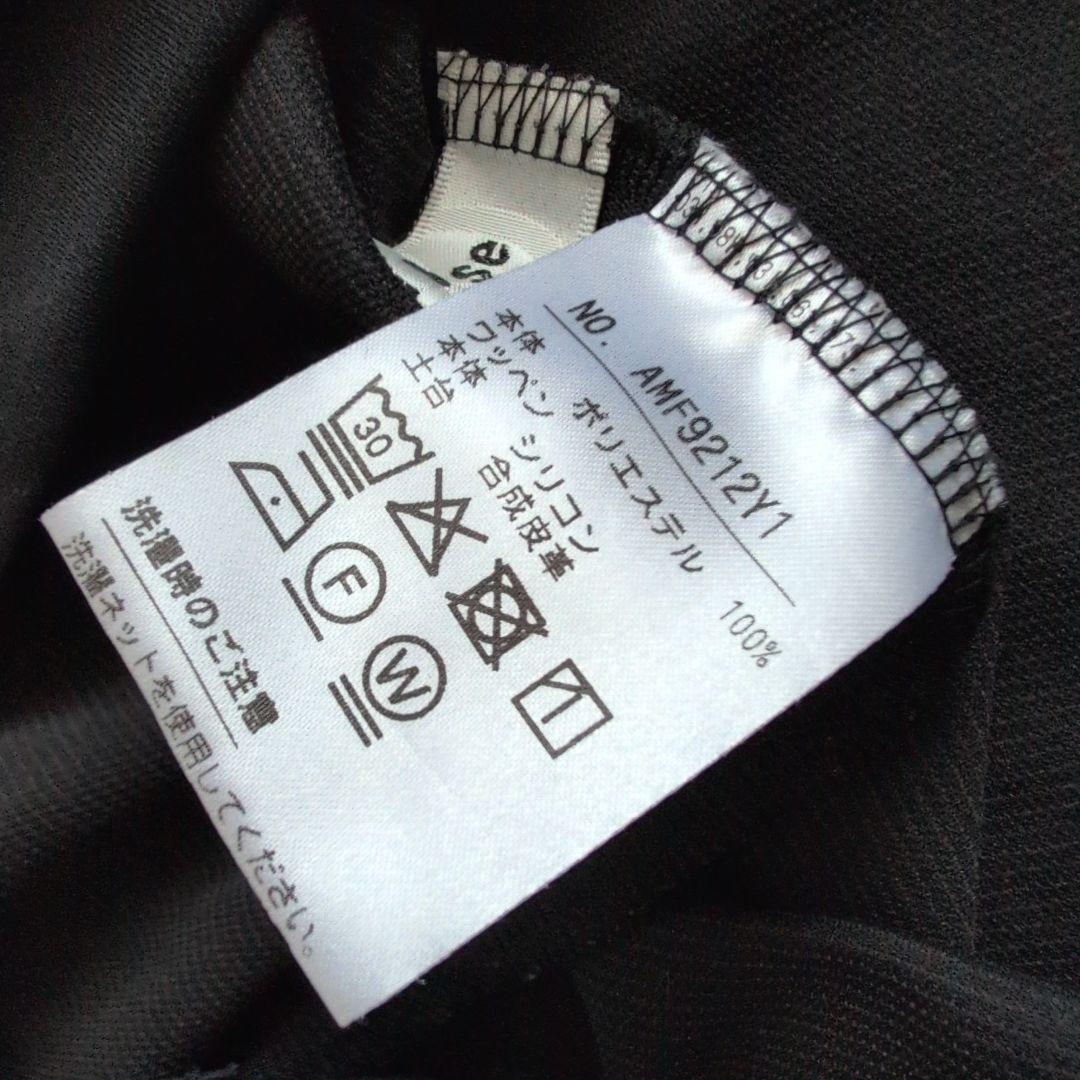 se
NO. AMF9212Y1
本体 ポリエステル 100%
ワッペン
本体 シリコン
土台 合成皮革
30
F
W
洗濯時のご注意
洗濯ネットを使用してください。